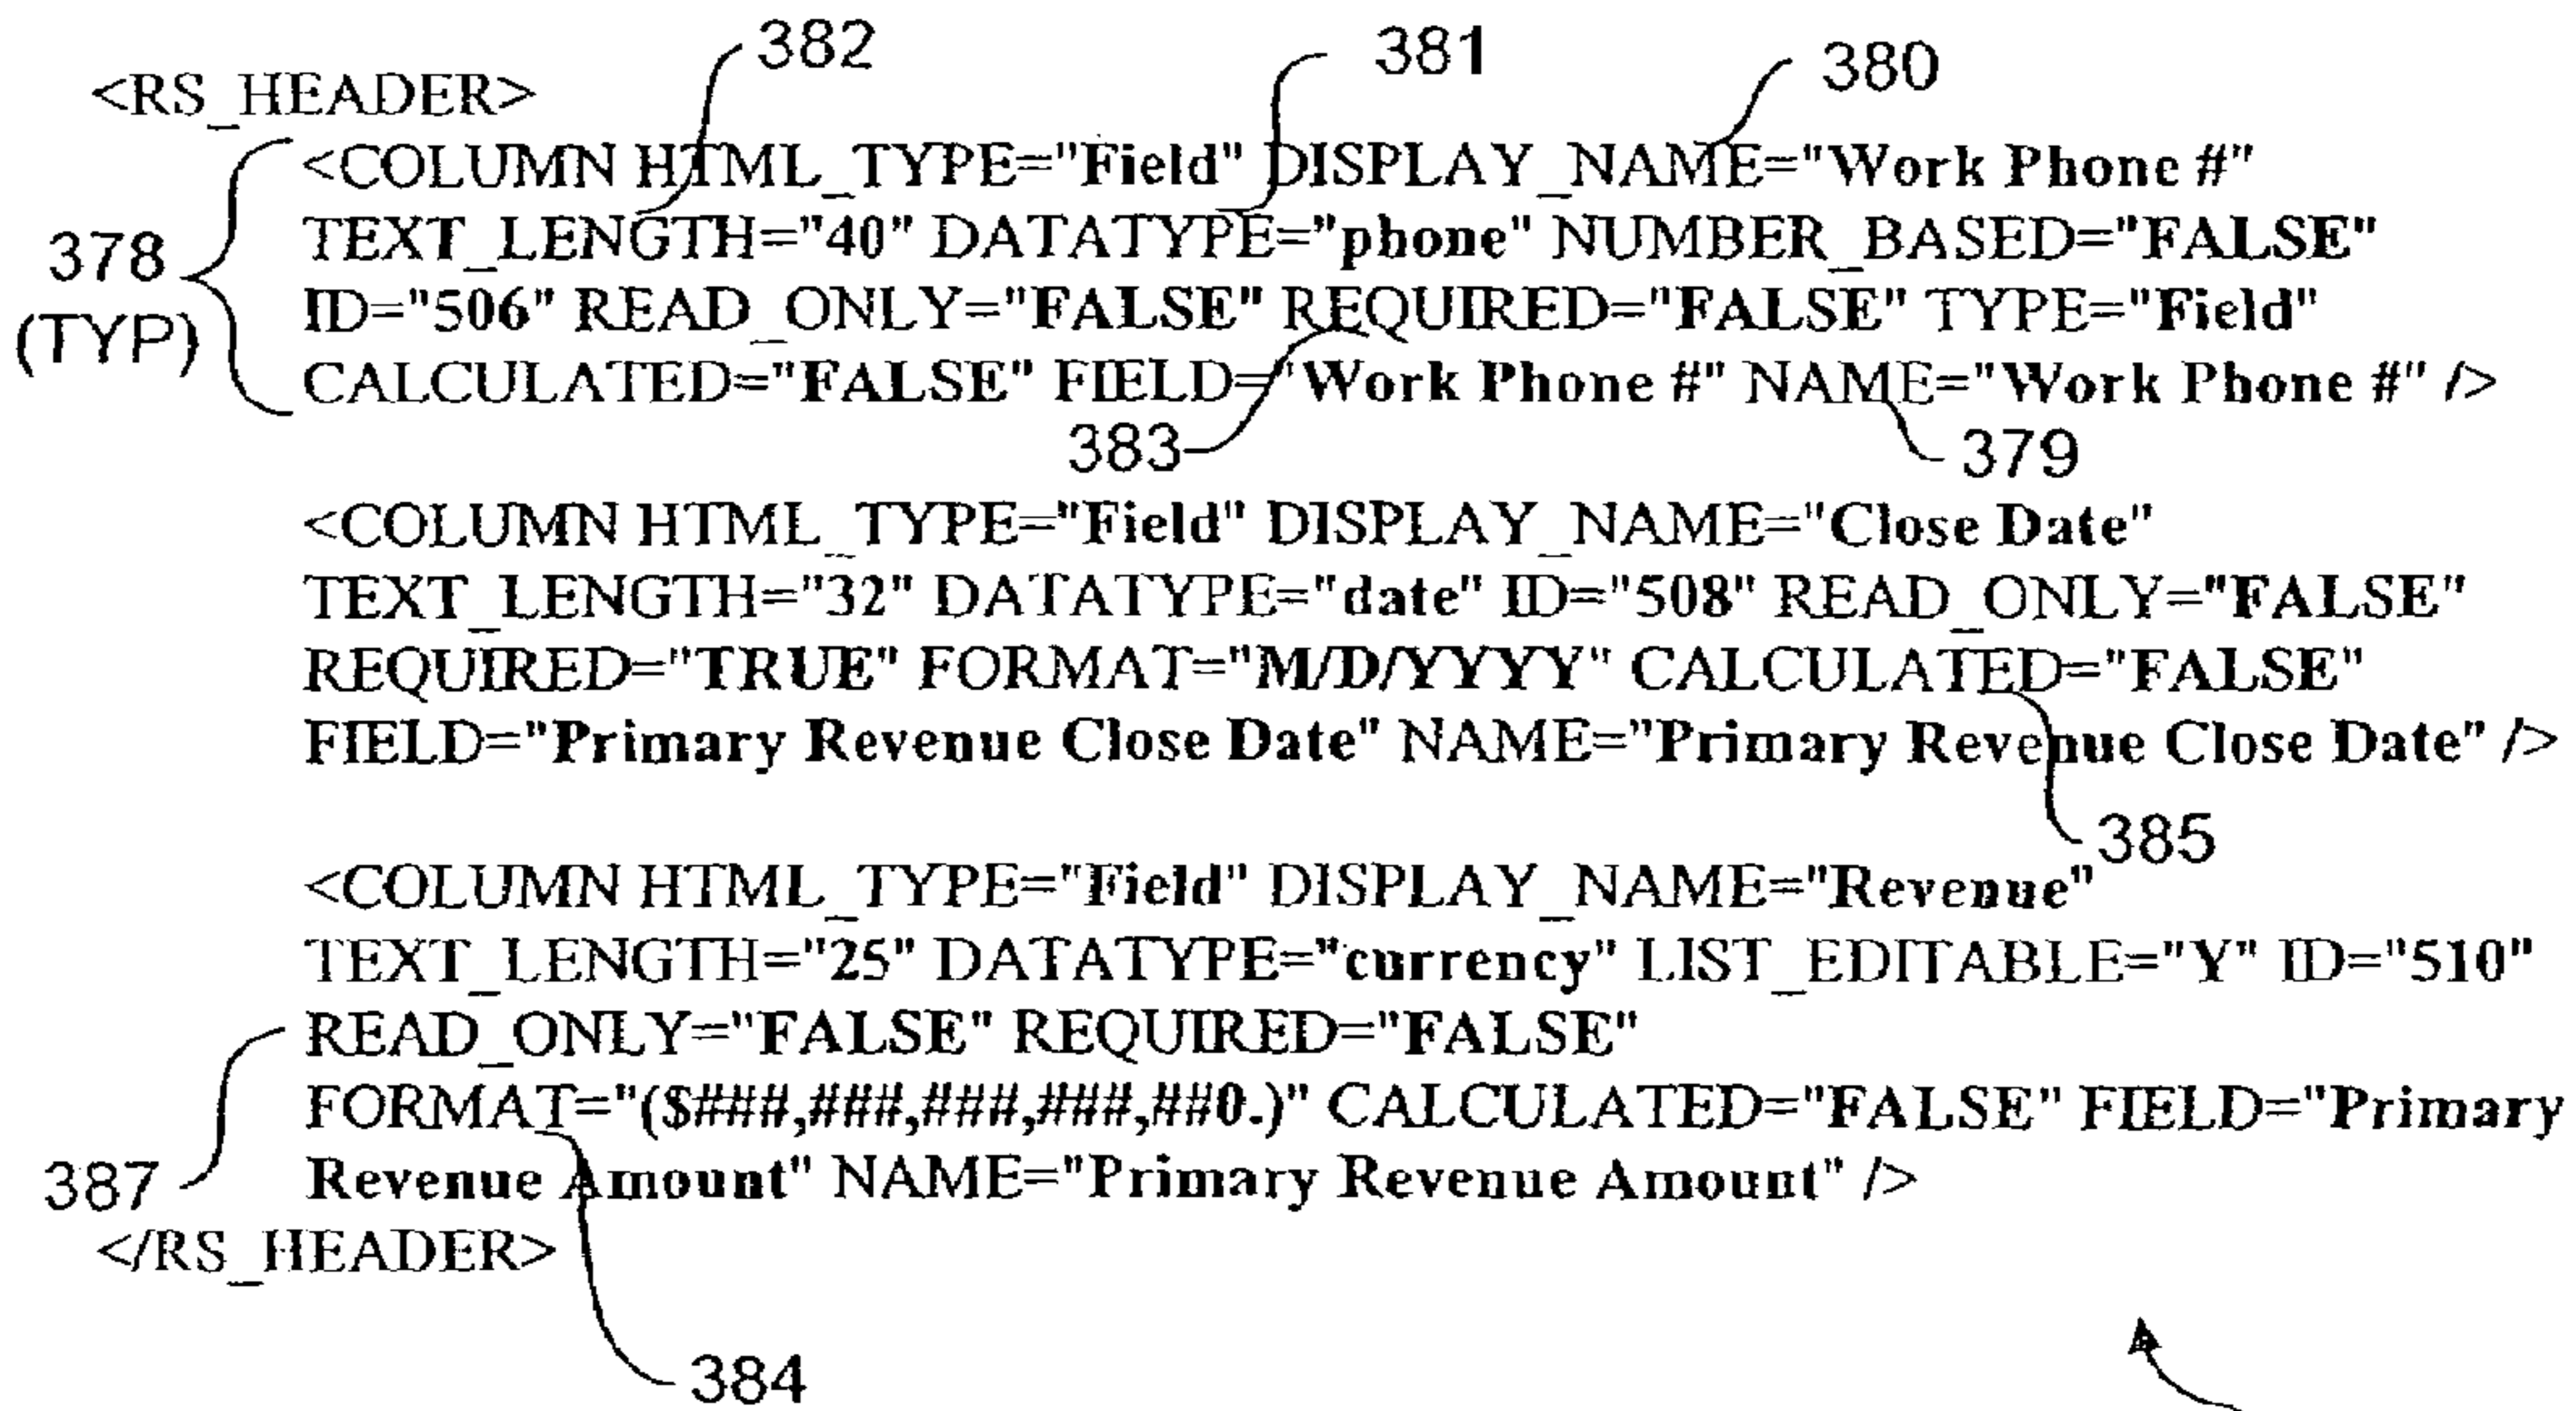 382 381 380
<RS_HEADER>
<COLUMN HTML_TYPE="Field" DISPLAY_NAME="Work Phone #"
TEXT_LENGTH="40" DATATYPE="phone" NUMBER_BASED="FALSE"
378
ID="506" READ_ONLY="FALSE" REQUIRED="FALSE" TYPE="Field"
(TYP)
CALCULATED="FALSE" FIELD="Work Phone #" NAME="Work Phone #" />
383 379
<COLUMN HTML_TYPE="Field" DISPLAY_NAME="Close Date"
TEXT_LENGTH="32" DATATYPE="date" ID="508" READ_ONLY="FALSE"
REQUIRED="TRUE" FORMAT="M/D/YYYY" CALCULATED="FALSE"
FIELD="Primary Revenue Close Date" NAME="Primary Revenue Close Date" />
385
<COLUMN HTML_TYPE="Field" DISPLAY_NAME="Revenue"
TEXT_LENGTH="25" DATATYPE="currency" LIST_EDITABLE="Y" ID="510"
READ_ONLY="FALSE" REQUIRED="FALSE"
FORMAT="($###,###,###,###,##0.)" CALCULATED="FALSE" FIELD="Primary
387
Revenue Amount" NAME="Primary Revenue Amount" />
</RS_HEADER>
384